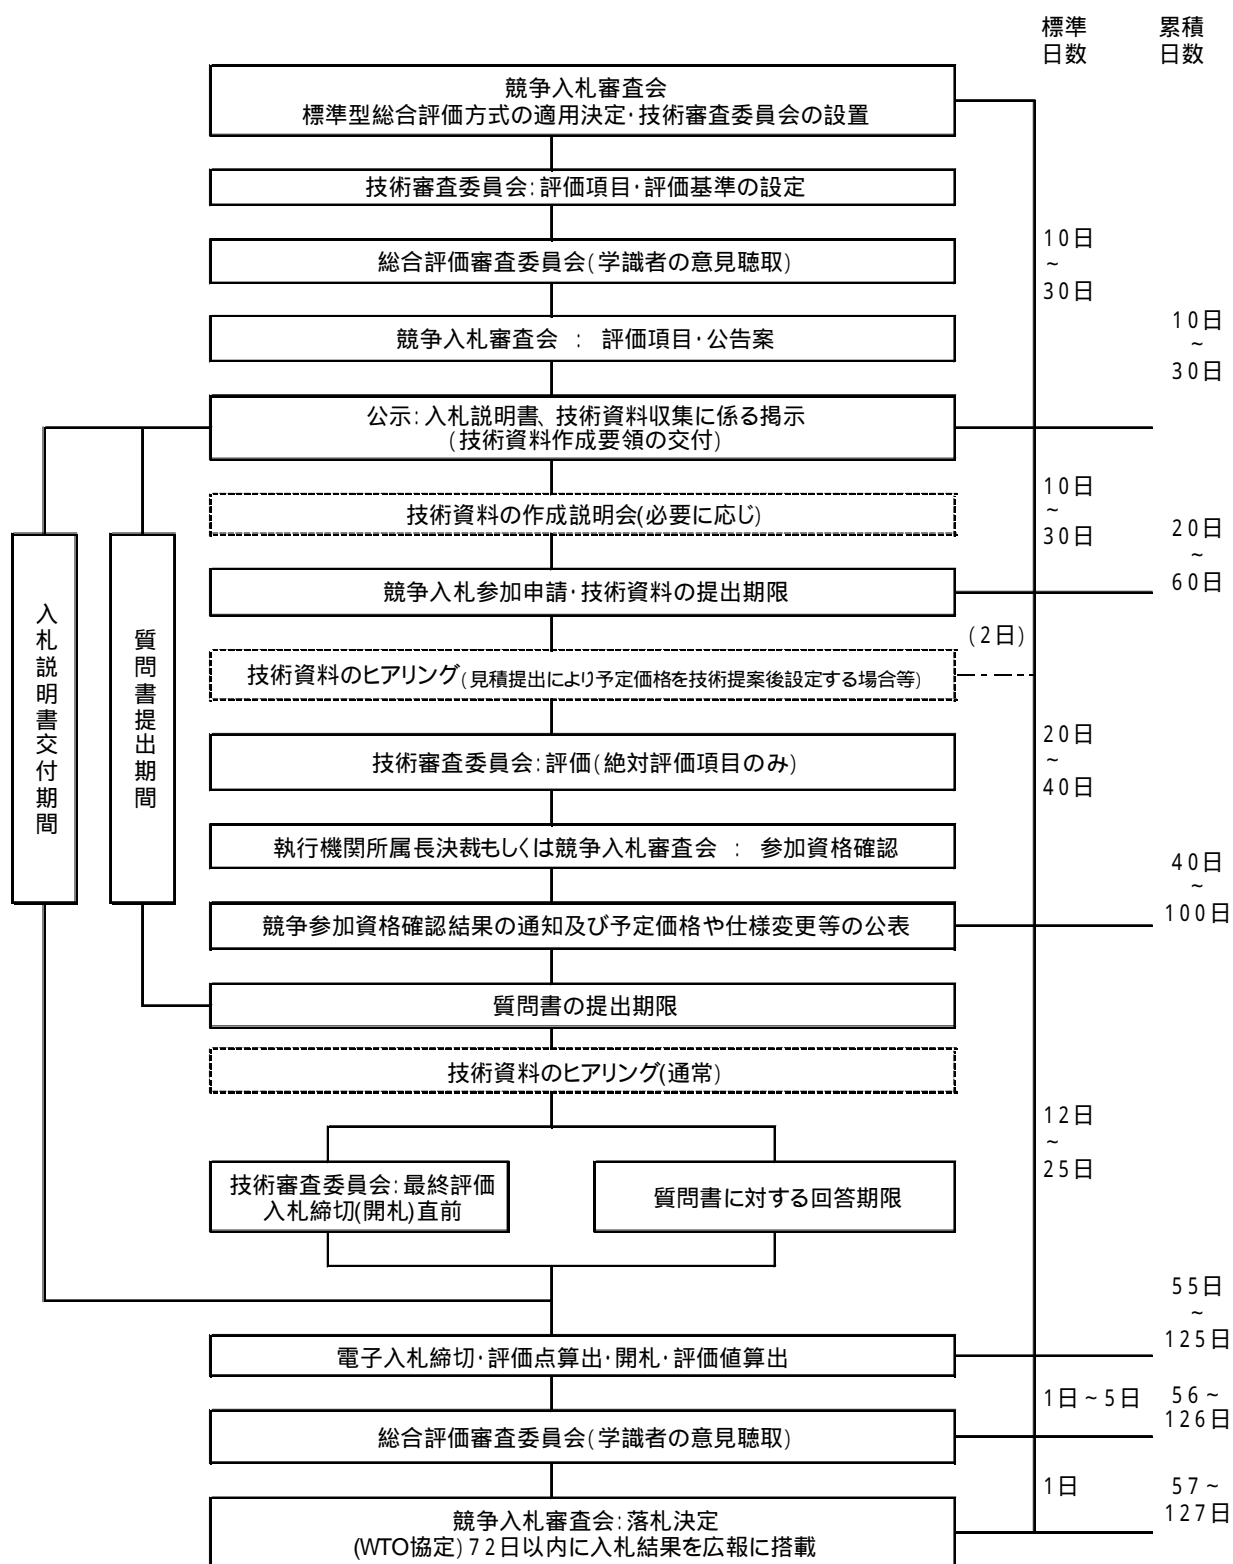 標準
日数
累積
日数
競争入札審査会
標準型総合評価方式の適用決定・技術審査委員会の設置
技術審査委員会:評価項目・評価基準の設定
10日
~
30日
総合評価審査委員会(学識者の意見聴取)
競争入札審査会 : 評価項目・公告案
10日
~
30日
公示:入札説明書、技術資料収集に係る掲示
(技術資料作成要領の交付)
10日
~
30日
技術資料の作成説明会(必要に応じ)
20日
~
60日
競争入札参加申請・技術資料の提出期限
入札説明書交付期間
質問書提出期間
(2日)
技術資料のヒアリング(見積提出により予定価格を技術提案後設定する場合等)
20日
~
40日
技術審査委員会:評価(絶対評価項目のみ)
執行機関所属長決裁もしくは競争入札審査会 : 参加資格確認
40日
~
100日
競争参加資格確認結果の通知及び予定価格や仕様変更等の公表
質問書の提出期限
技術資料のヒアリング(通常)
12日
~
25日
技術審査委員会:最終評価
入札締切(開札)直前
質問書に対する回答期限
55日
~
125日
電子入札締切・評価点算出・開札・評価値算出
1日~5日
56~
126日
総合評価審査委員会(学識者の意見聴取)
1日
57~
127日
競争入札審査会:落札決定
(WTO協定)72日以内に入札結果を広報に搭載